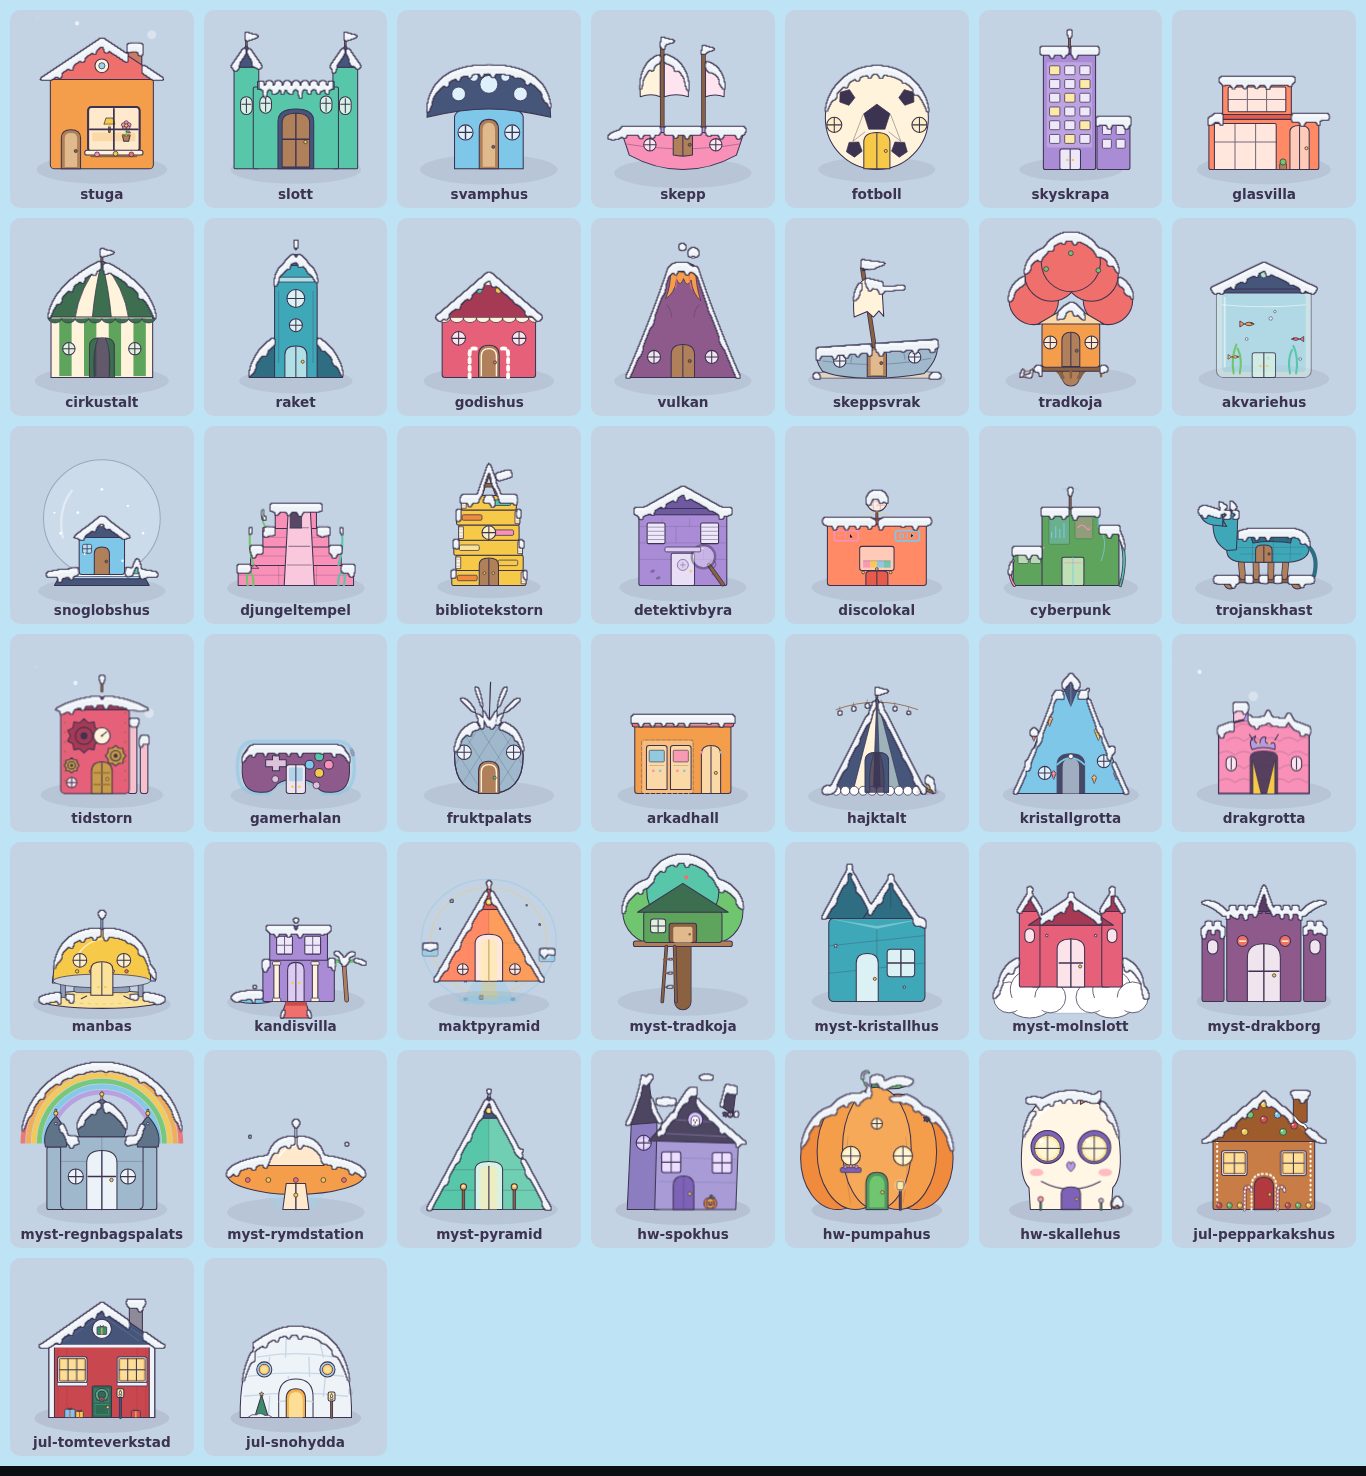 stuga
slott
svamphus
skepp
fotboll
skyskrapa
glasvilla
cirkustalt
raket
godishus
vulkan
skeppsvrak
tradkoja
akvariehus
snoglobshus
djungeltempel
bibliotekstorn
detektivbyra
discolokal
cyberpunk
trojanskhast
tidstorn
gamerhalan
fruktpalats
arkadhall
hajktalt
kristallgrotta
drakgrotta
manbas
kandisvilla
maktpyramid
myst-tradkoja
myst-kristallhus
myst-molnslott
myst-drakborg
myst-regnbagspalats
myst-rymdstation
myst-pyramid
hw-spokhus
hw-pumpahus
hw-skallehus
jul-pepparkakshus
jul-tomteverkstad
jul-snohydda